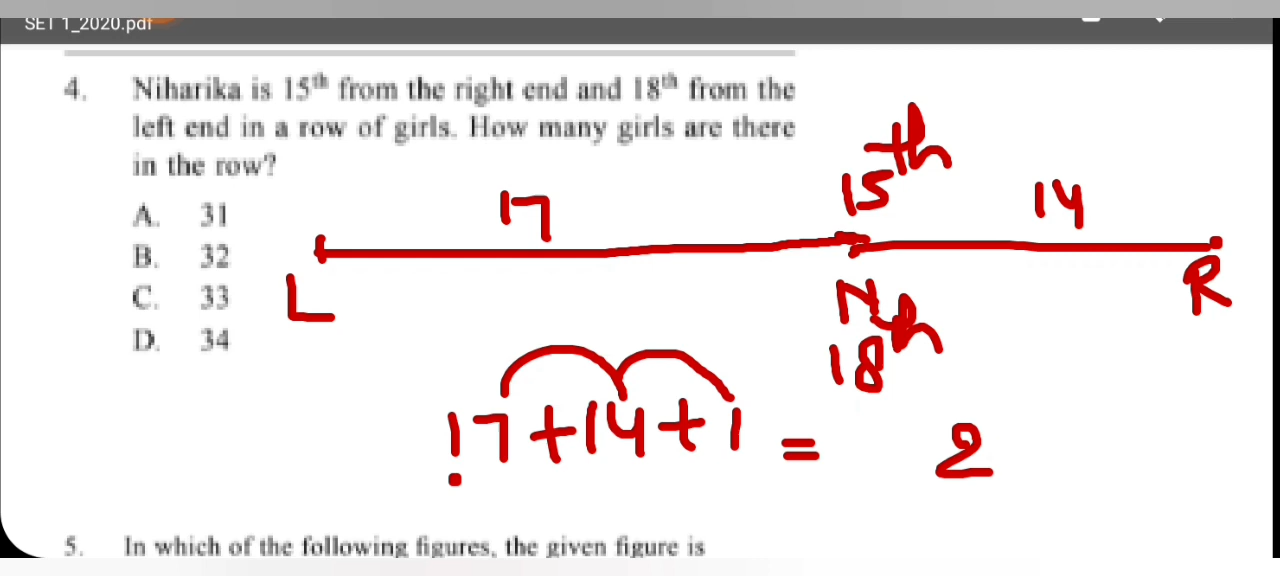 SET 1_2020.pdf
4. Niharika is 15th from the right end and 18th from the
left end in a row of girls. How many girls are there
in the row?
A. 31
B. 32
C. 33
D. 34
17
15th
14
L
N
R
18th
17+14+1 = 2
5. In which of the following figures, the given figure is